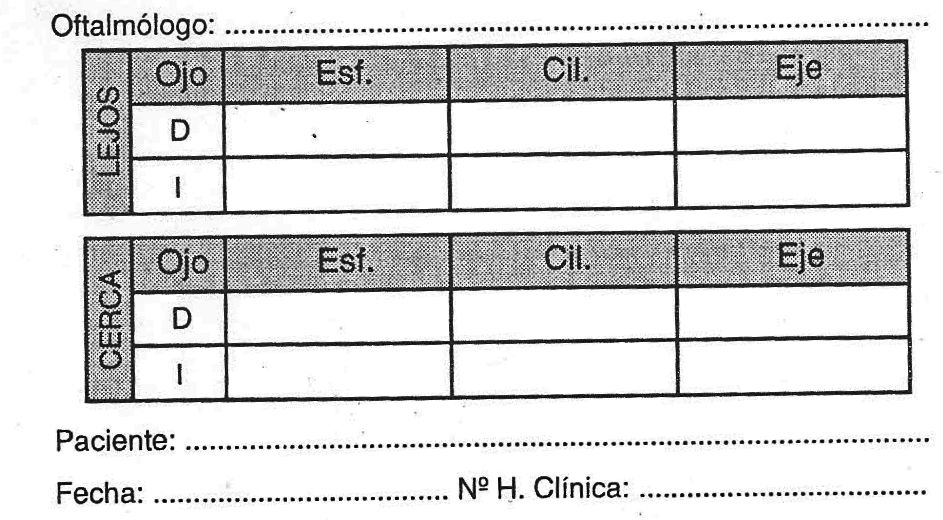 Oftalmólogo: ................................................................................
LEJOS
Ojo Esf. Cil. Eje
D
I
CERCA
Ojo Esf. Cil. Eje
D
I
Paciente: ................................................................................
Fecha: ................................ Nº H. Clínica: ................................